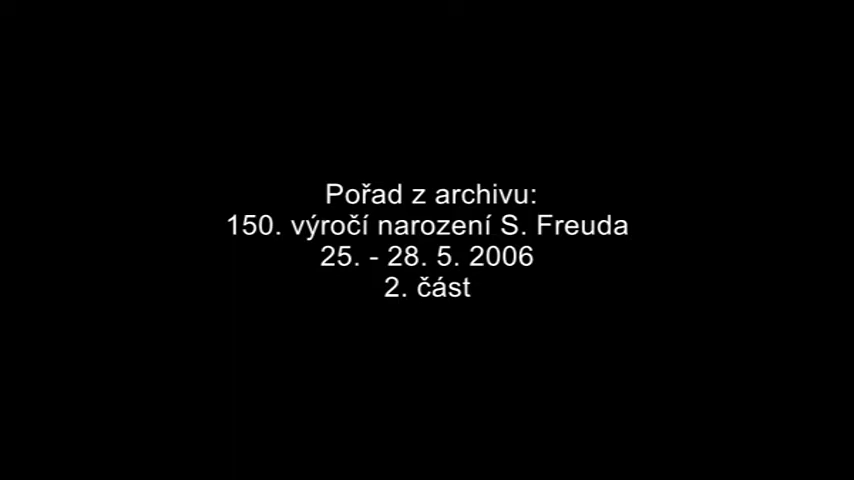 Pořad z archivu:
150. výročí narození S. Freuda
25. - 28. 5. 2006
2. část